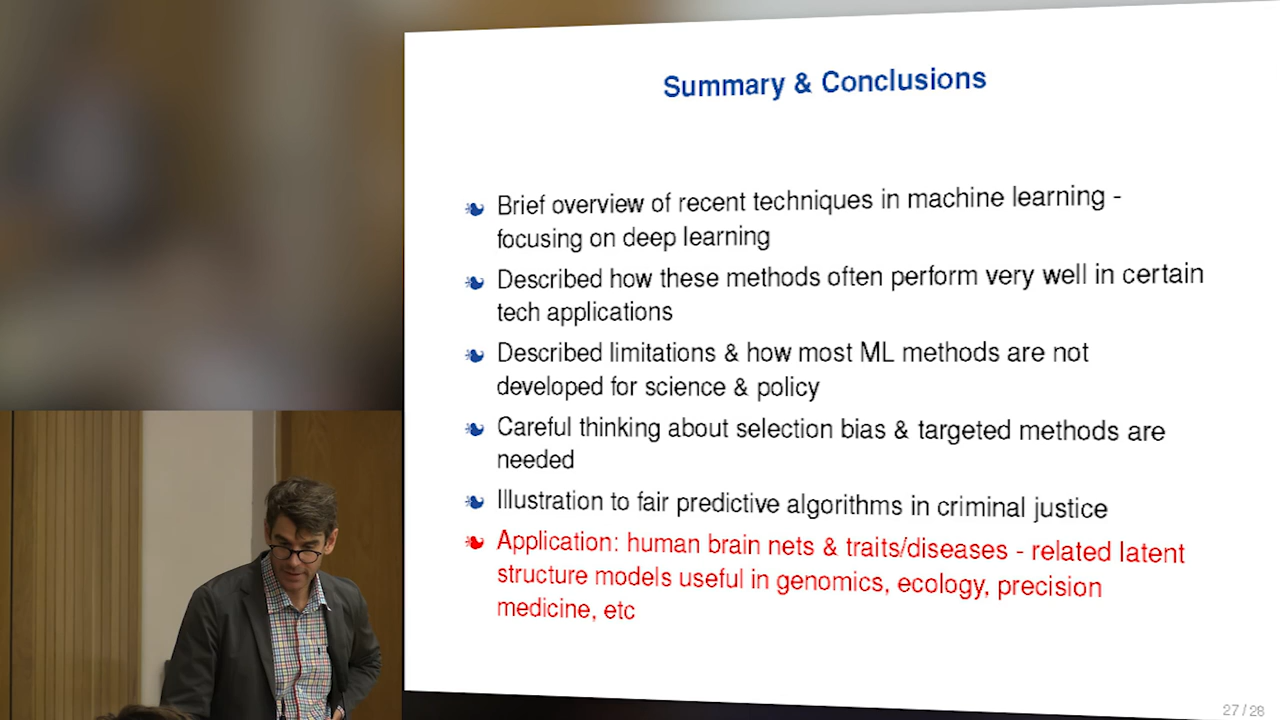 Summary & Conclusions
Brief overview of recent techniques in machine learning -
focusing on deep learning
Described how these methods often perform very well in certain
tech applications
Described limitations & how most ML methods are not
developed for science & policy
Careful thinking about selection bias & targeted methods are
needed
Illustration to fair predictive algorithms in criminal justice
Application: human brain nets & traits/diseases - related latent
structure models useful in genomics, ecology, precision
medicine, etc
27 / 28